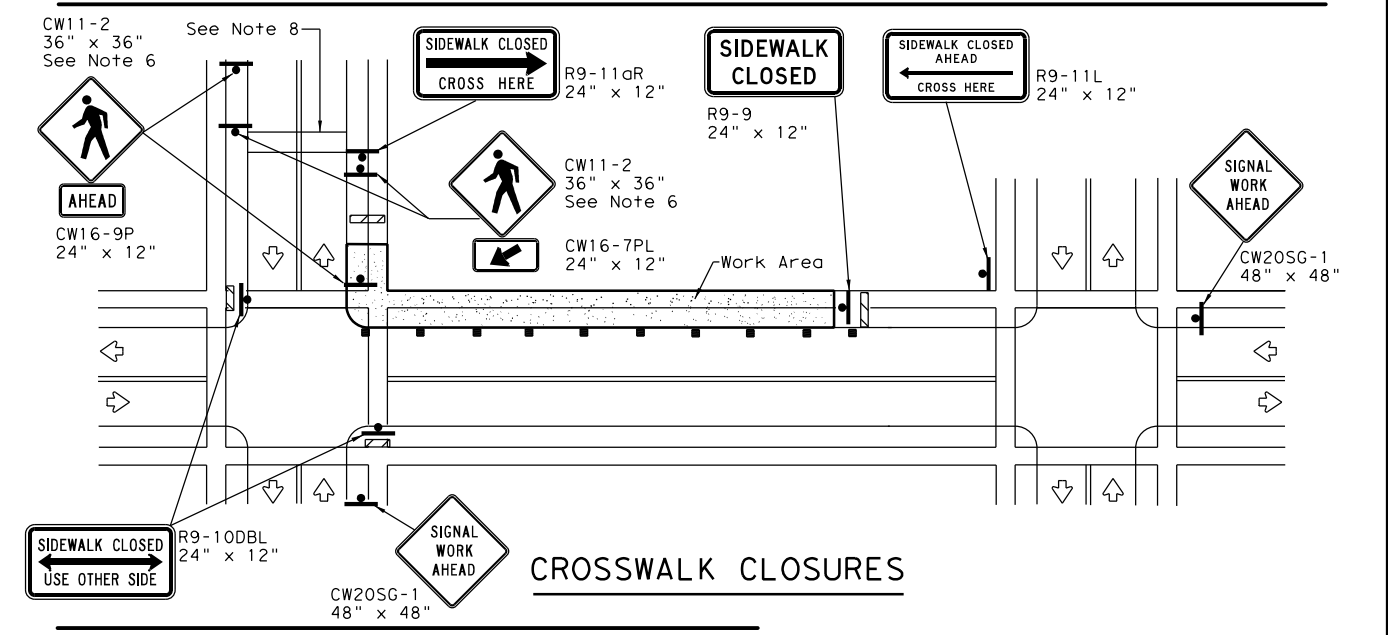 CW11-2
36" x 36"
See Note 6
See Note 8
SIDEWALK CLOSED
CROSS HERE
R9-11aR
24" x 12"
SIDEWALK
CLOSED
R9-9
24" x 12"
SIDEWALK CLOSED
AHEAD
CROSS HERE
R9-11L
24" x 12"
AHEAD
CW16-9P
24" x 12"
CW11-2
36" x 36"
See Note 6
CW16-7PL
24" x 12"
Work Area
SIGNAL
WORK
AHEAD
CW20SG-1
48" x 48"
SIDEWALK CLOSED
USE OTHER SIDE
R9-10DBL
24" x 12"
SIGNAL
WORK
AHEAD
CW20SG-1
48" x 48"
CROSSWALK CLOSURES